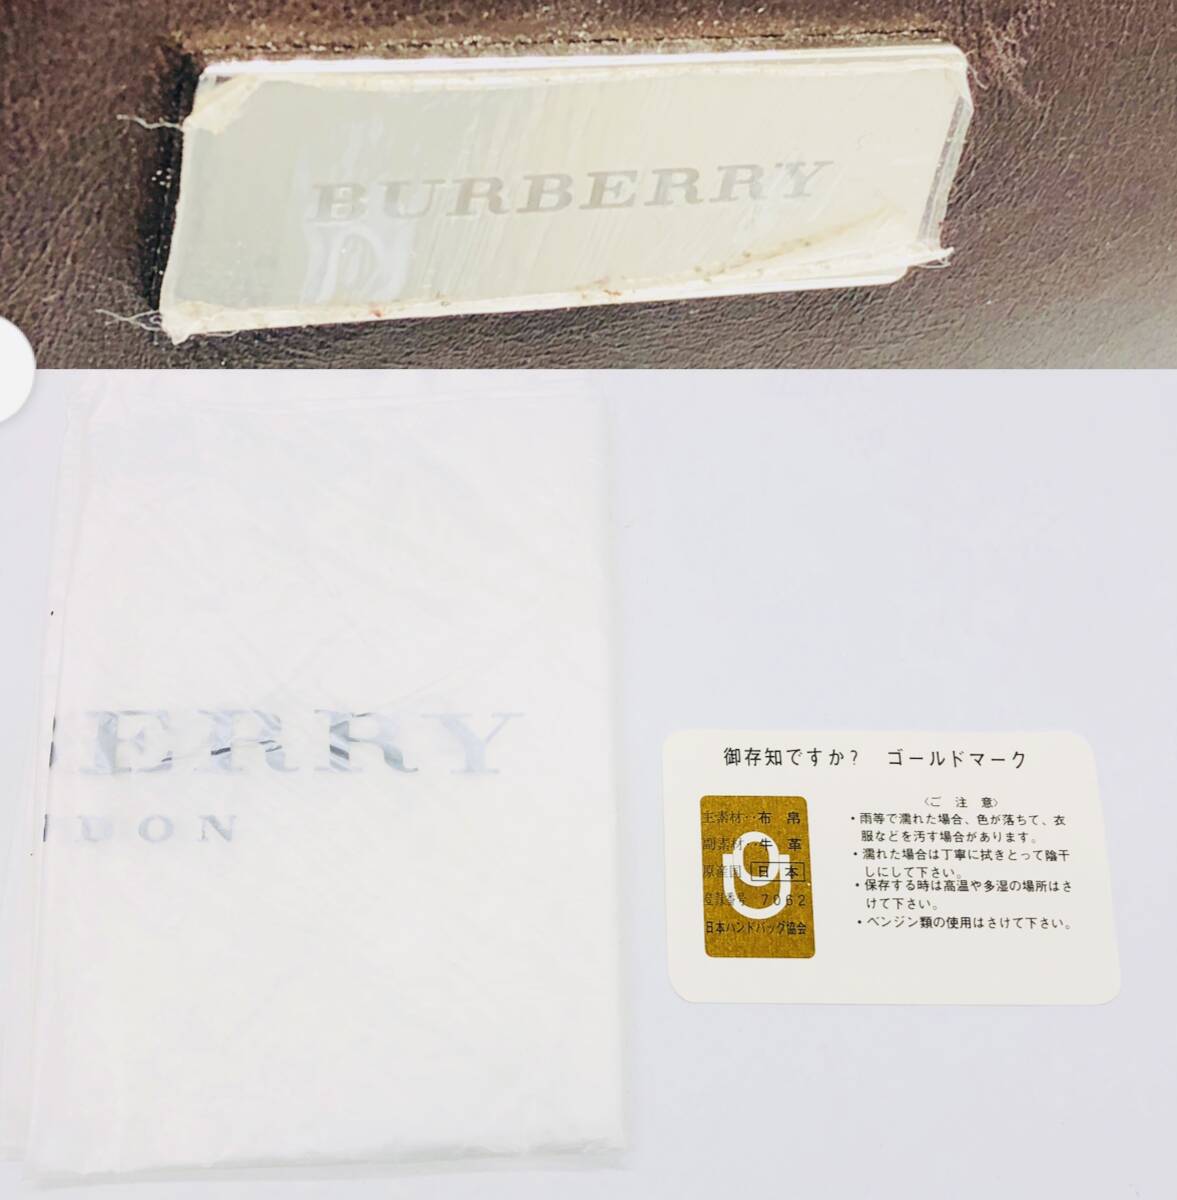 BURBERRY
BERRY
DON
御存知ですか? ゴールドマーク
主素材‥布 帛
副素材‥牛 革
原産国 日 本
登録番号 7062
日本ハンドバッグ協会
〈ご 注 意〉
・雨等で濡れた場合、色が落ちて、衣
服などを汚す場合があります。
・濡れた場合は丁寧に拭きとって陰干
しにして下さい。
・保存する時は高温や多湿の場所はさ
けて下さい。
・ベンジン類の使用はさけて下さい。